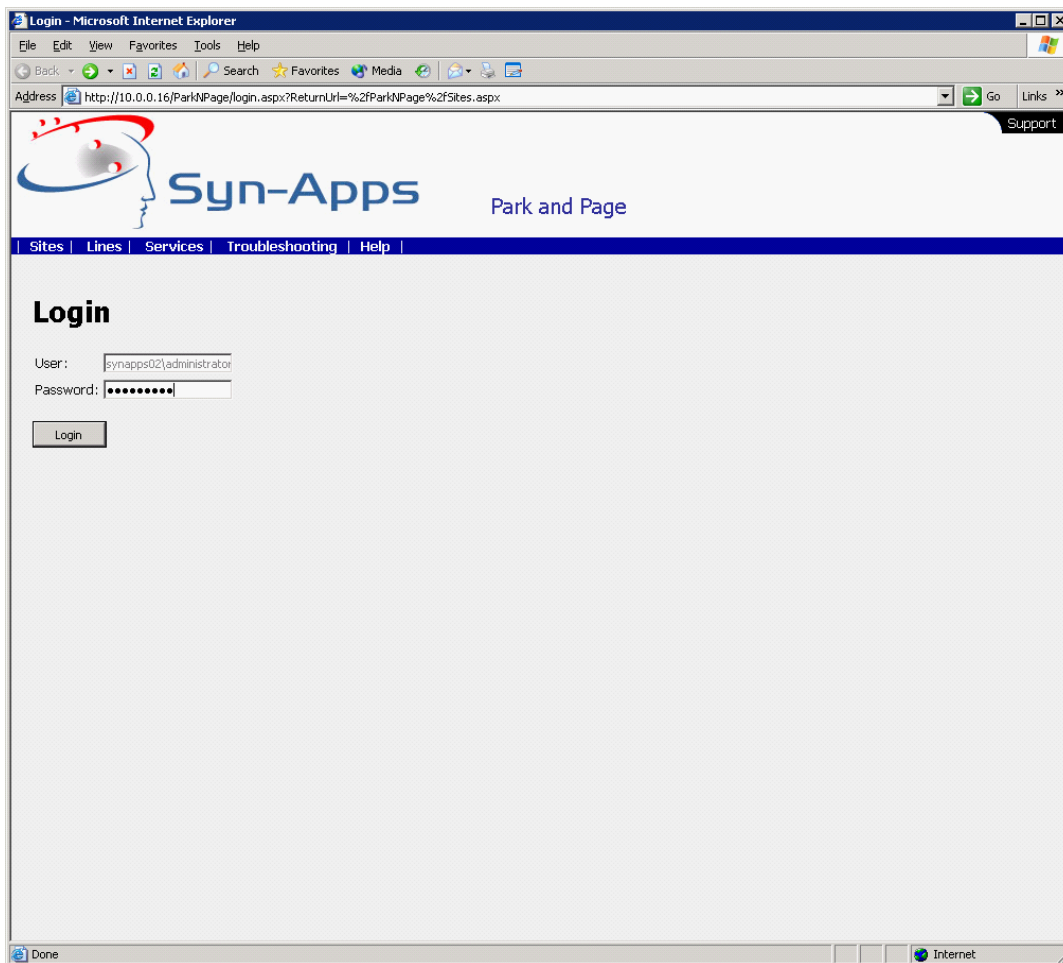 Login - Microsoft Internet Explorer
File Edit View Favorites Tools Help
Back Search Favorites Media
Address http://10.0.0.16/ParkNPage/login.aspx?ReturnUrl=%2fParkNPage%2fSites.aspx Go Links »
Support
Syn-Apps Park and Page
| Sites | Lines | Services | Troubleshooting | Help |
Login
User: synapps02\administrator
Password: •••••••••
Login
Done Internet